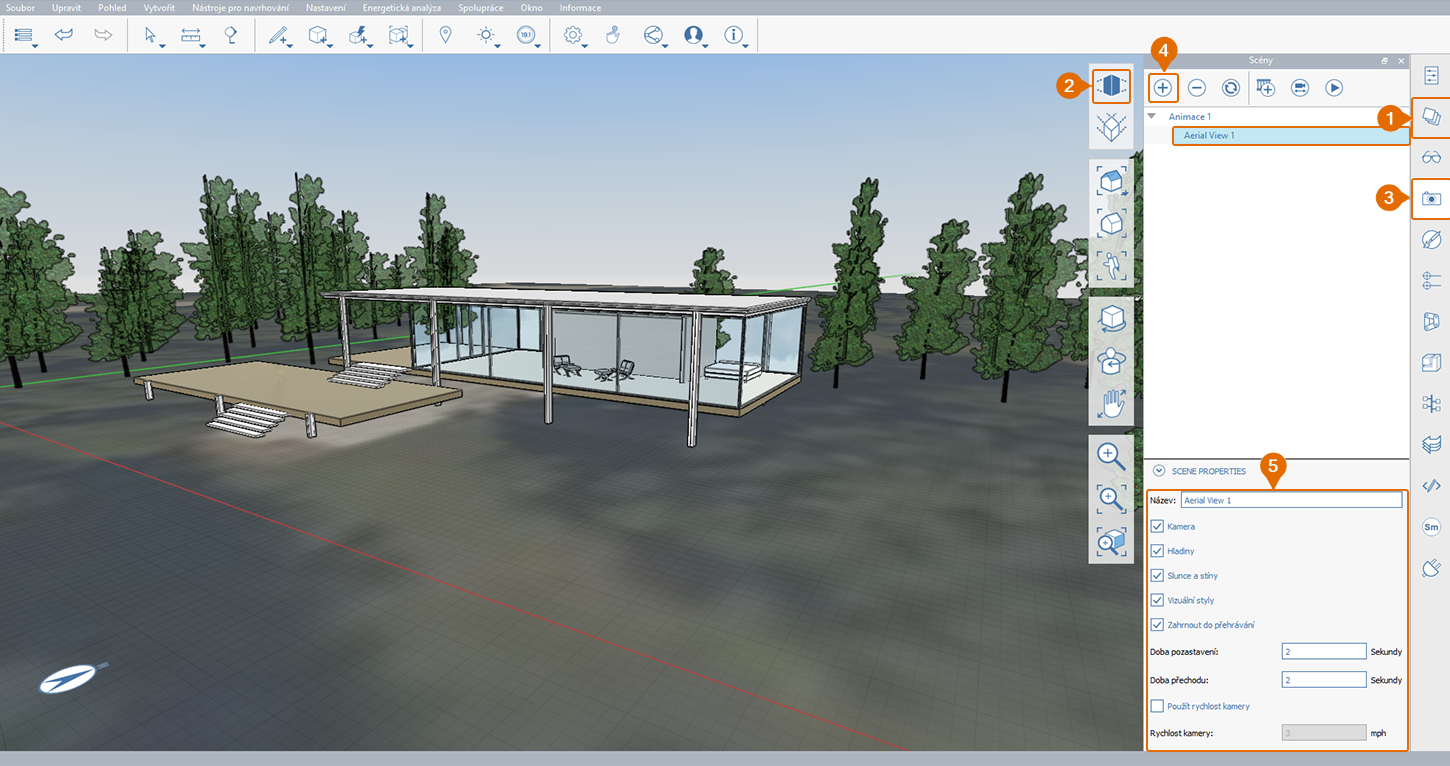 Soubor Upravit Pohled Vytvořit Nástroje pro navrhování Nastavení Energetická analýza Spolupráce Okno Informace
19.1
Scény
4
2
Animace 1
1
Aerial View 1
3
SCENE PROPERTIES
5
Název: Aerial View 1
Kamera
Hladiny
Slunce a stíny
Vizuální styly
Zahrnout do přehrávání
Doba pozastavení: 2 Sekundy
Doba přechodu: 2 Sekundy
Použít rychlost kamery
Rychlost kamery: 3 mph
Sm